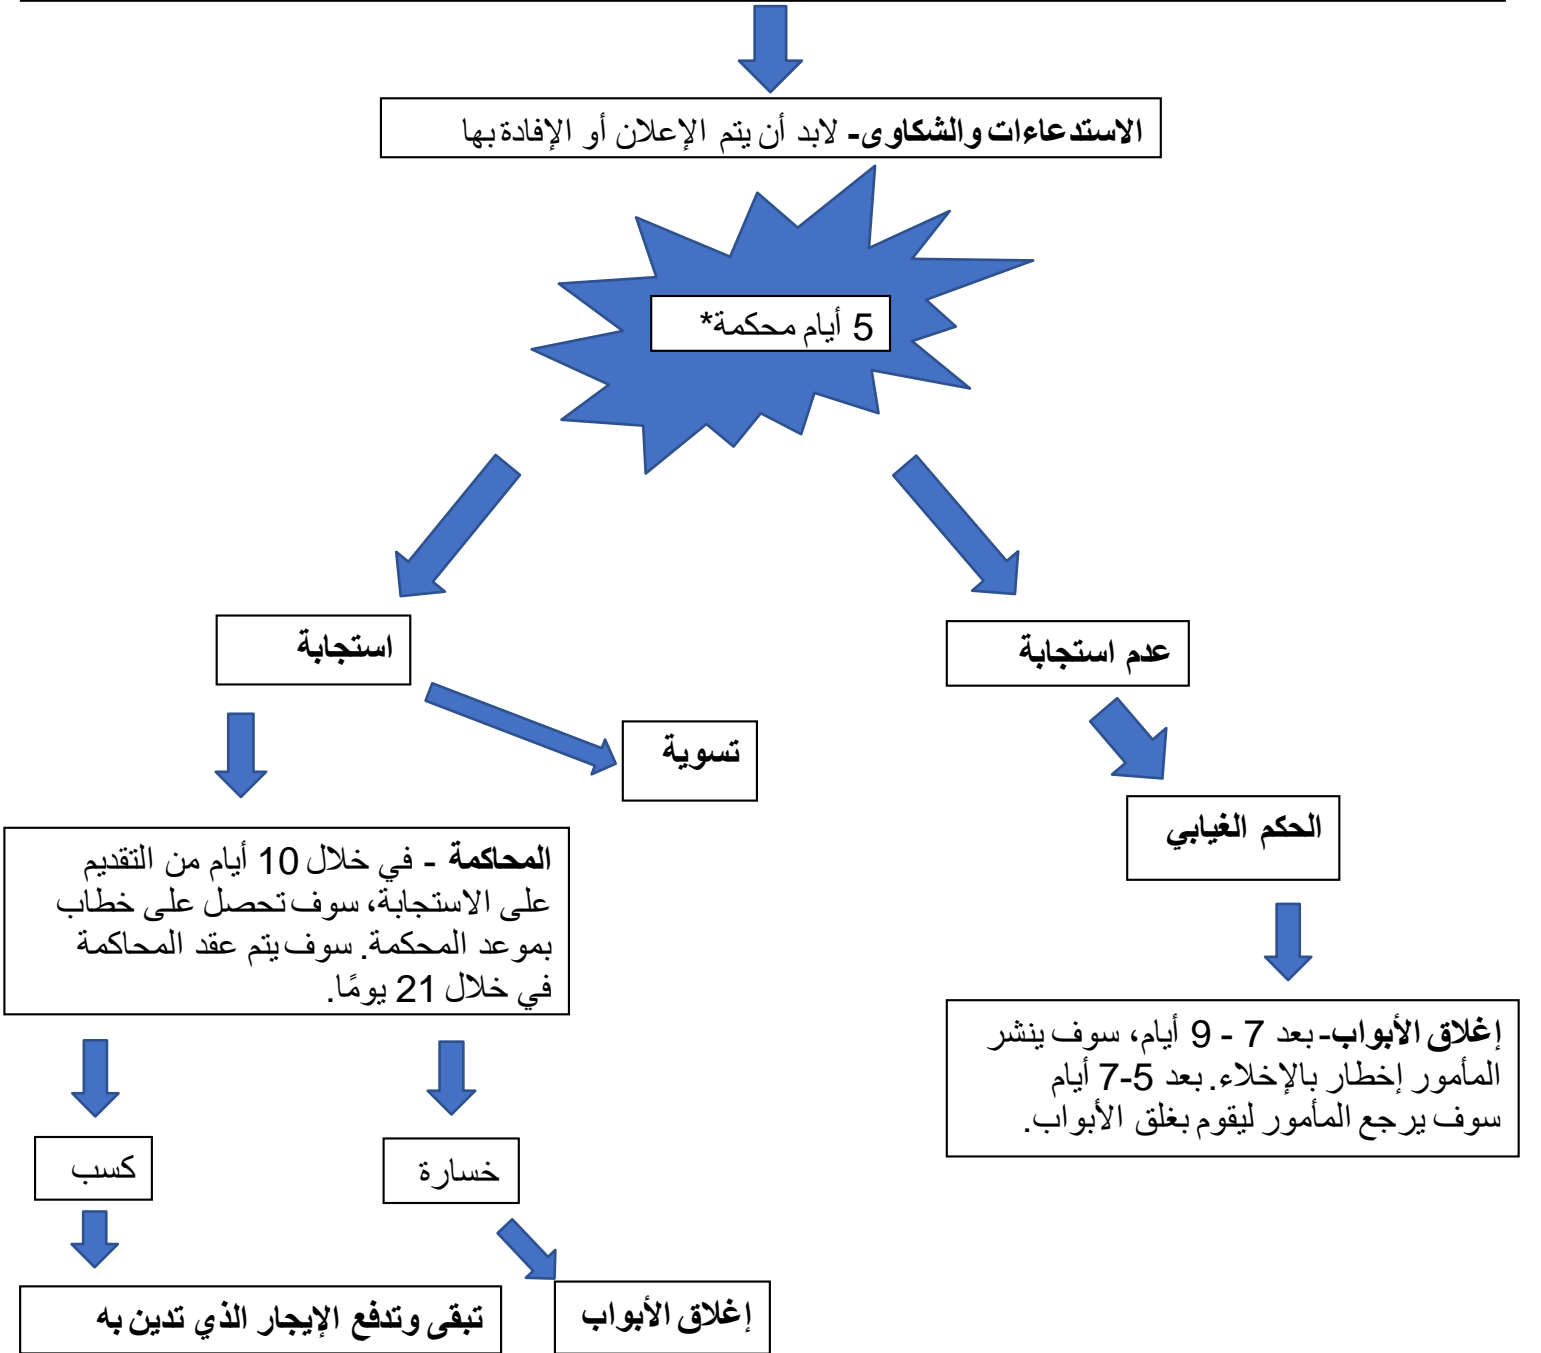 الاستدعاءات والشكاوى- لابد أن يتم الإعلان أو الإفادة بها
5 أيام محكمة*
استجابة
عدم استجابة
تسوية
الحكم الغيابي
المحاكمة - في خلال 10 أيام من التقديم
على الاستجابة، سوف تحصل على خطاب
بموعد المحكمة. سوف يتم عقد المحاكمة
في خلال 21 يومًا.
إغلاق الأبواب- بعد 7 - 9 أيام، سوف ينشر
المأمور إخطار بالإخلاء. بعد 5-7 أيام
سوف يرجع المأمور ليقوم بغلق الأبواب.
كسب
خسارة
تبقى وتدفع الإيجار الذي تدين به
إغلاق الأبواب